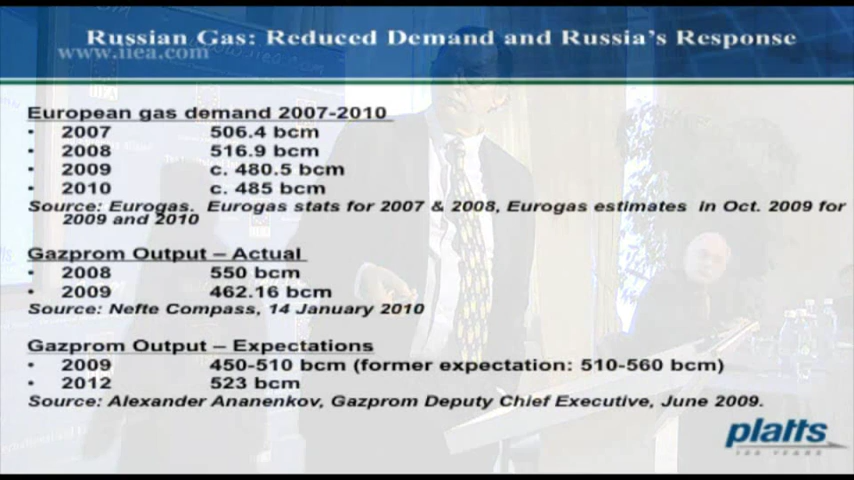 Russian Gas: Reduced Demand and Russia's Response
www.iiea.com
European gas demand 2007-2010
• 2007 506.4 bcm
• 2008 516.9 bcm
• 2009 c. 480.5 bcm
• 2010 c. 485 bcm
Source: Eurogas. Eurogas stats for 2007 & 2008, Eurogas estimates in Oct. 2009 for
2009 and 2010
Gazprom Output – Actual
• 2008 550 bcm
• 2009 462.16 bcm
Source: Nefte Compass, 14 January 2010
Gazprom Output – Expectations
• 2009 450-510 bcm (former expectation: 510-560 bcm)
• 2012 523 bcm
Source: Alexander Ananenkov, Gazprom Deputy Chief Executive, June 2009.
platts
100 YEARS